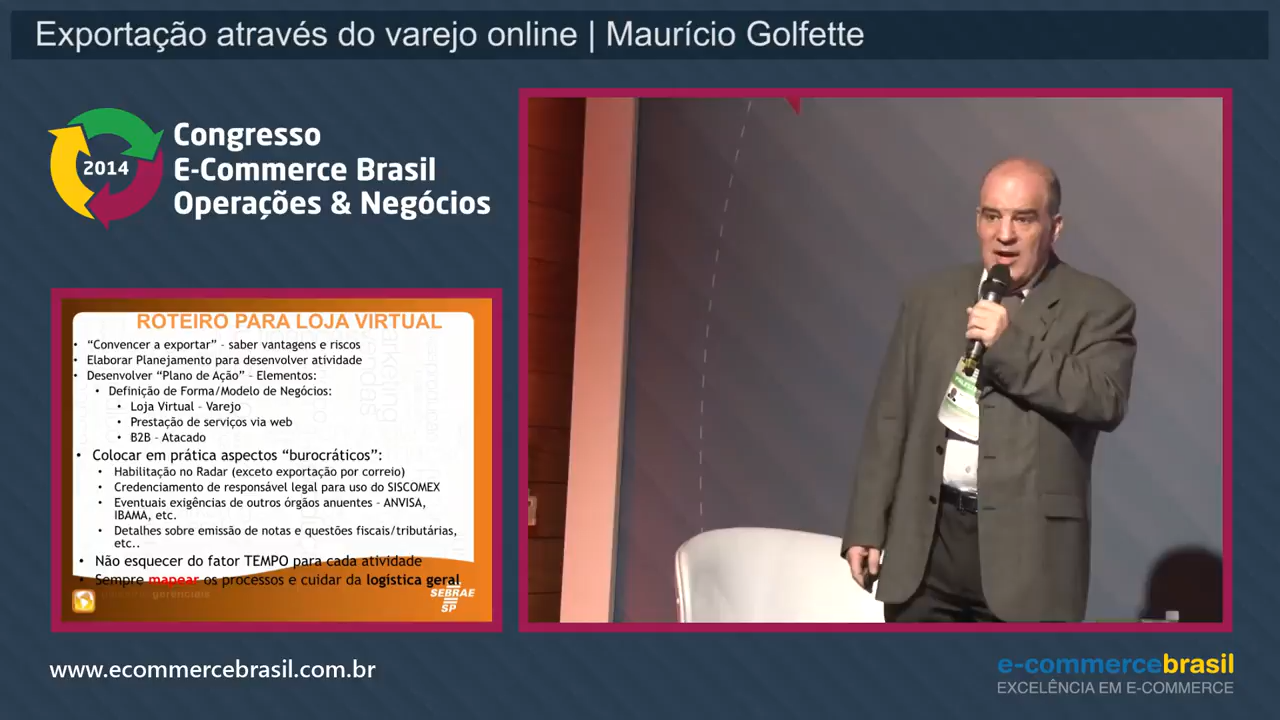 Exportação através do varejo online | Maurício Golfette
2014
Congresso
E-Commerce Brasil
Operações & Negócios
ROTEIRO PARA LOJA VIRTUAL
• “Convencer a exportar” - saber vantagens e riscos
• Elaborar Planejamento para desenvolver atividade
• Desenvolver “Plano de Ação” – Elementos:
• Definição de Forma/Modelo de Negócios:
• Loja Virtual – Varejo
• Prestação de serviços via web
• B2B - Atacado
• Colocar em prática aspectos “burocráticos”:
• Habilitação no Radar (exceto exportação por correio)
• Credenciamento de responsável legal para uso do SISCOMEX
• Eventuais exigências de outros órgãos anuentes – ANVISA,
IBAMA, etc.
• Detalhes sobre emissão de notas e questões fiscais/tributárias,
etc..
• Não esquecer do fator TEMPO para cada atividade
• Sempre mapear os processos e cuidar da logística geral
SEBRAE
SP
www.ecommercebrasil.com.br
e-commercebrasil
EXCELÊNCIA EM E-COMMERCE